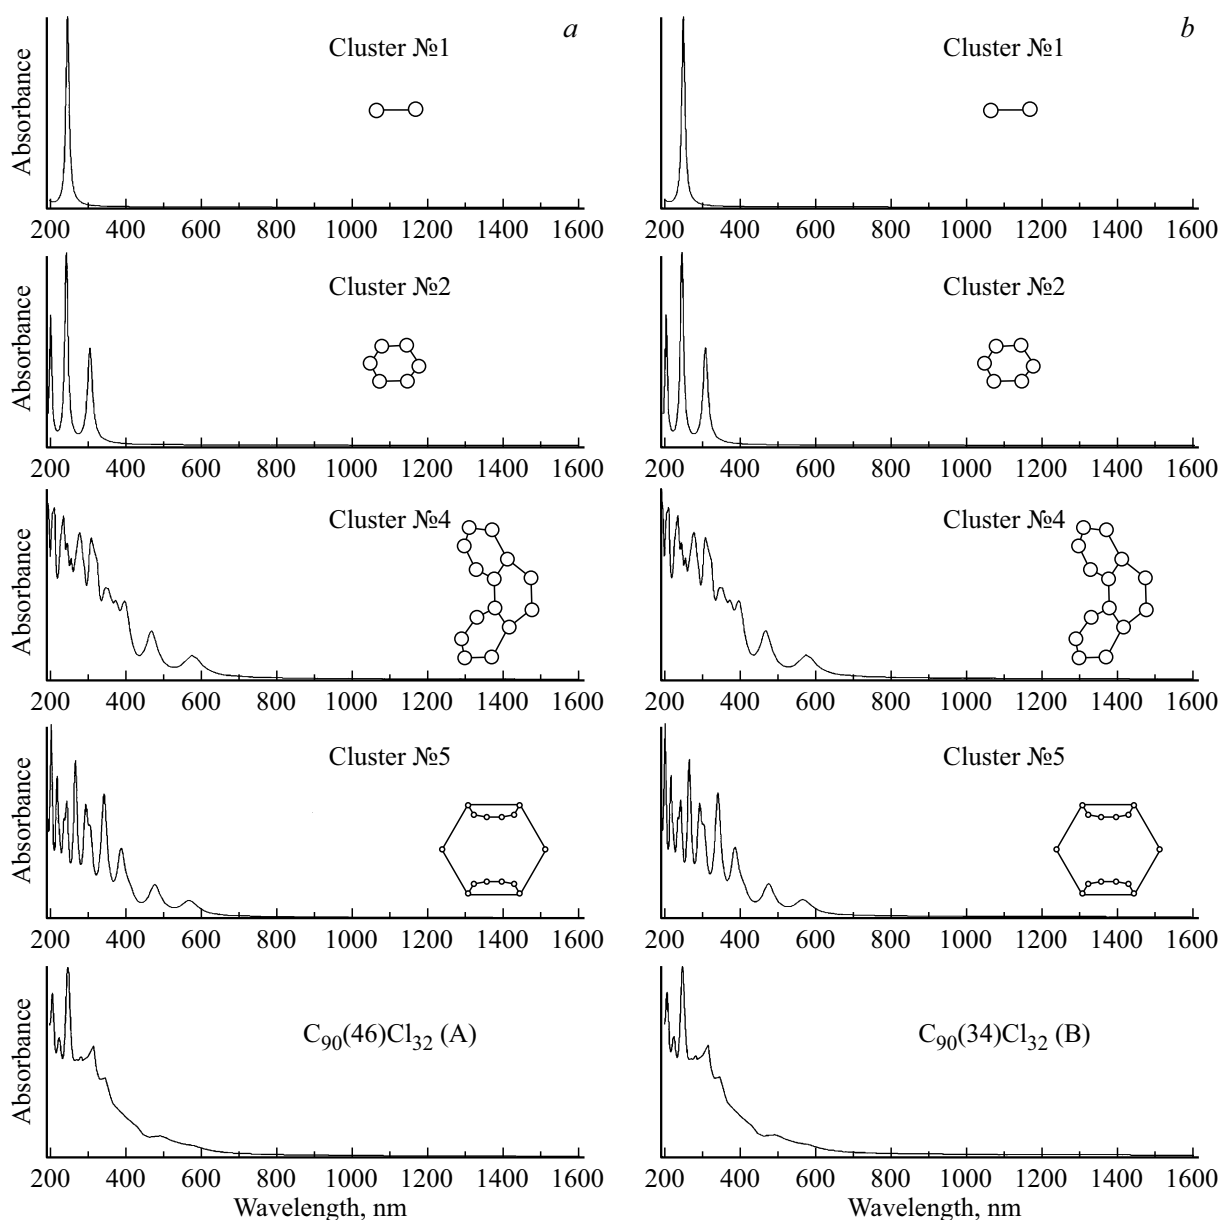 a
Absorbance
Cluster №1
200 400 600 800 1000 1200 1400 1600
Absorbance
Cluster №2
200 400 600 800 1000 1200 1400 1600
Absorbance
Cluster №4
200 400 600 800 1000 1200 1400 1600
Absorbance
Cluster №5
200 400 600 800 1000 1200 1400 1600
Absorbance
C90(46)Cl32 (A)
200 400 600 800 1000 1200 1400 1600
Wavelength, nm
b
Absorbance
Cluster №1
200 400 600 800 1000 1200 1400 1600
Absorbance
Cluster №2
200 400 600 800 1000 1200 1400 1600
Absorbance
Cluster №4
200 400 600 800 1000 1200 1400 1600
Absorbance
Cluster №5
200 400 600 800 1000 1200 1400 1600
Absorbance
C90(34)Cl32 (B)
200 400 600 800 1000 1200 1400 1600
Wavelength, nm